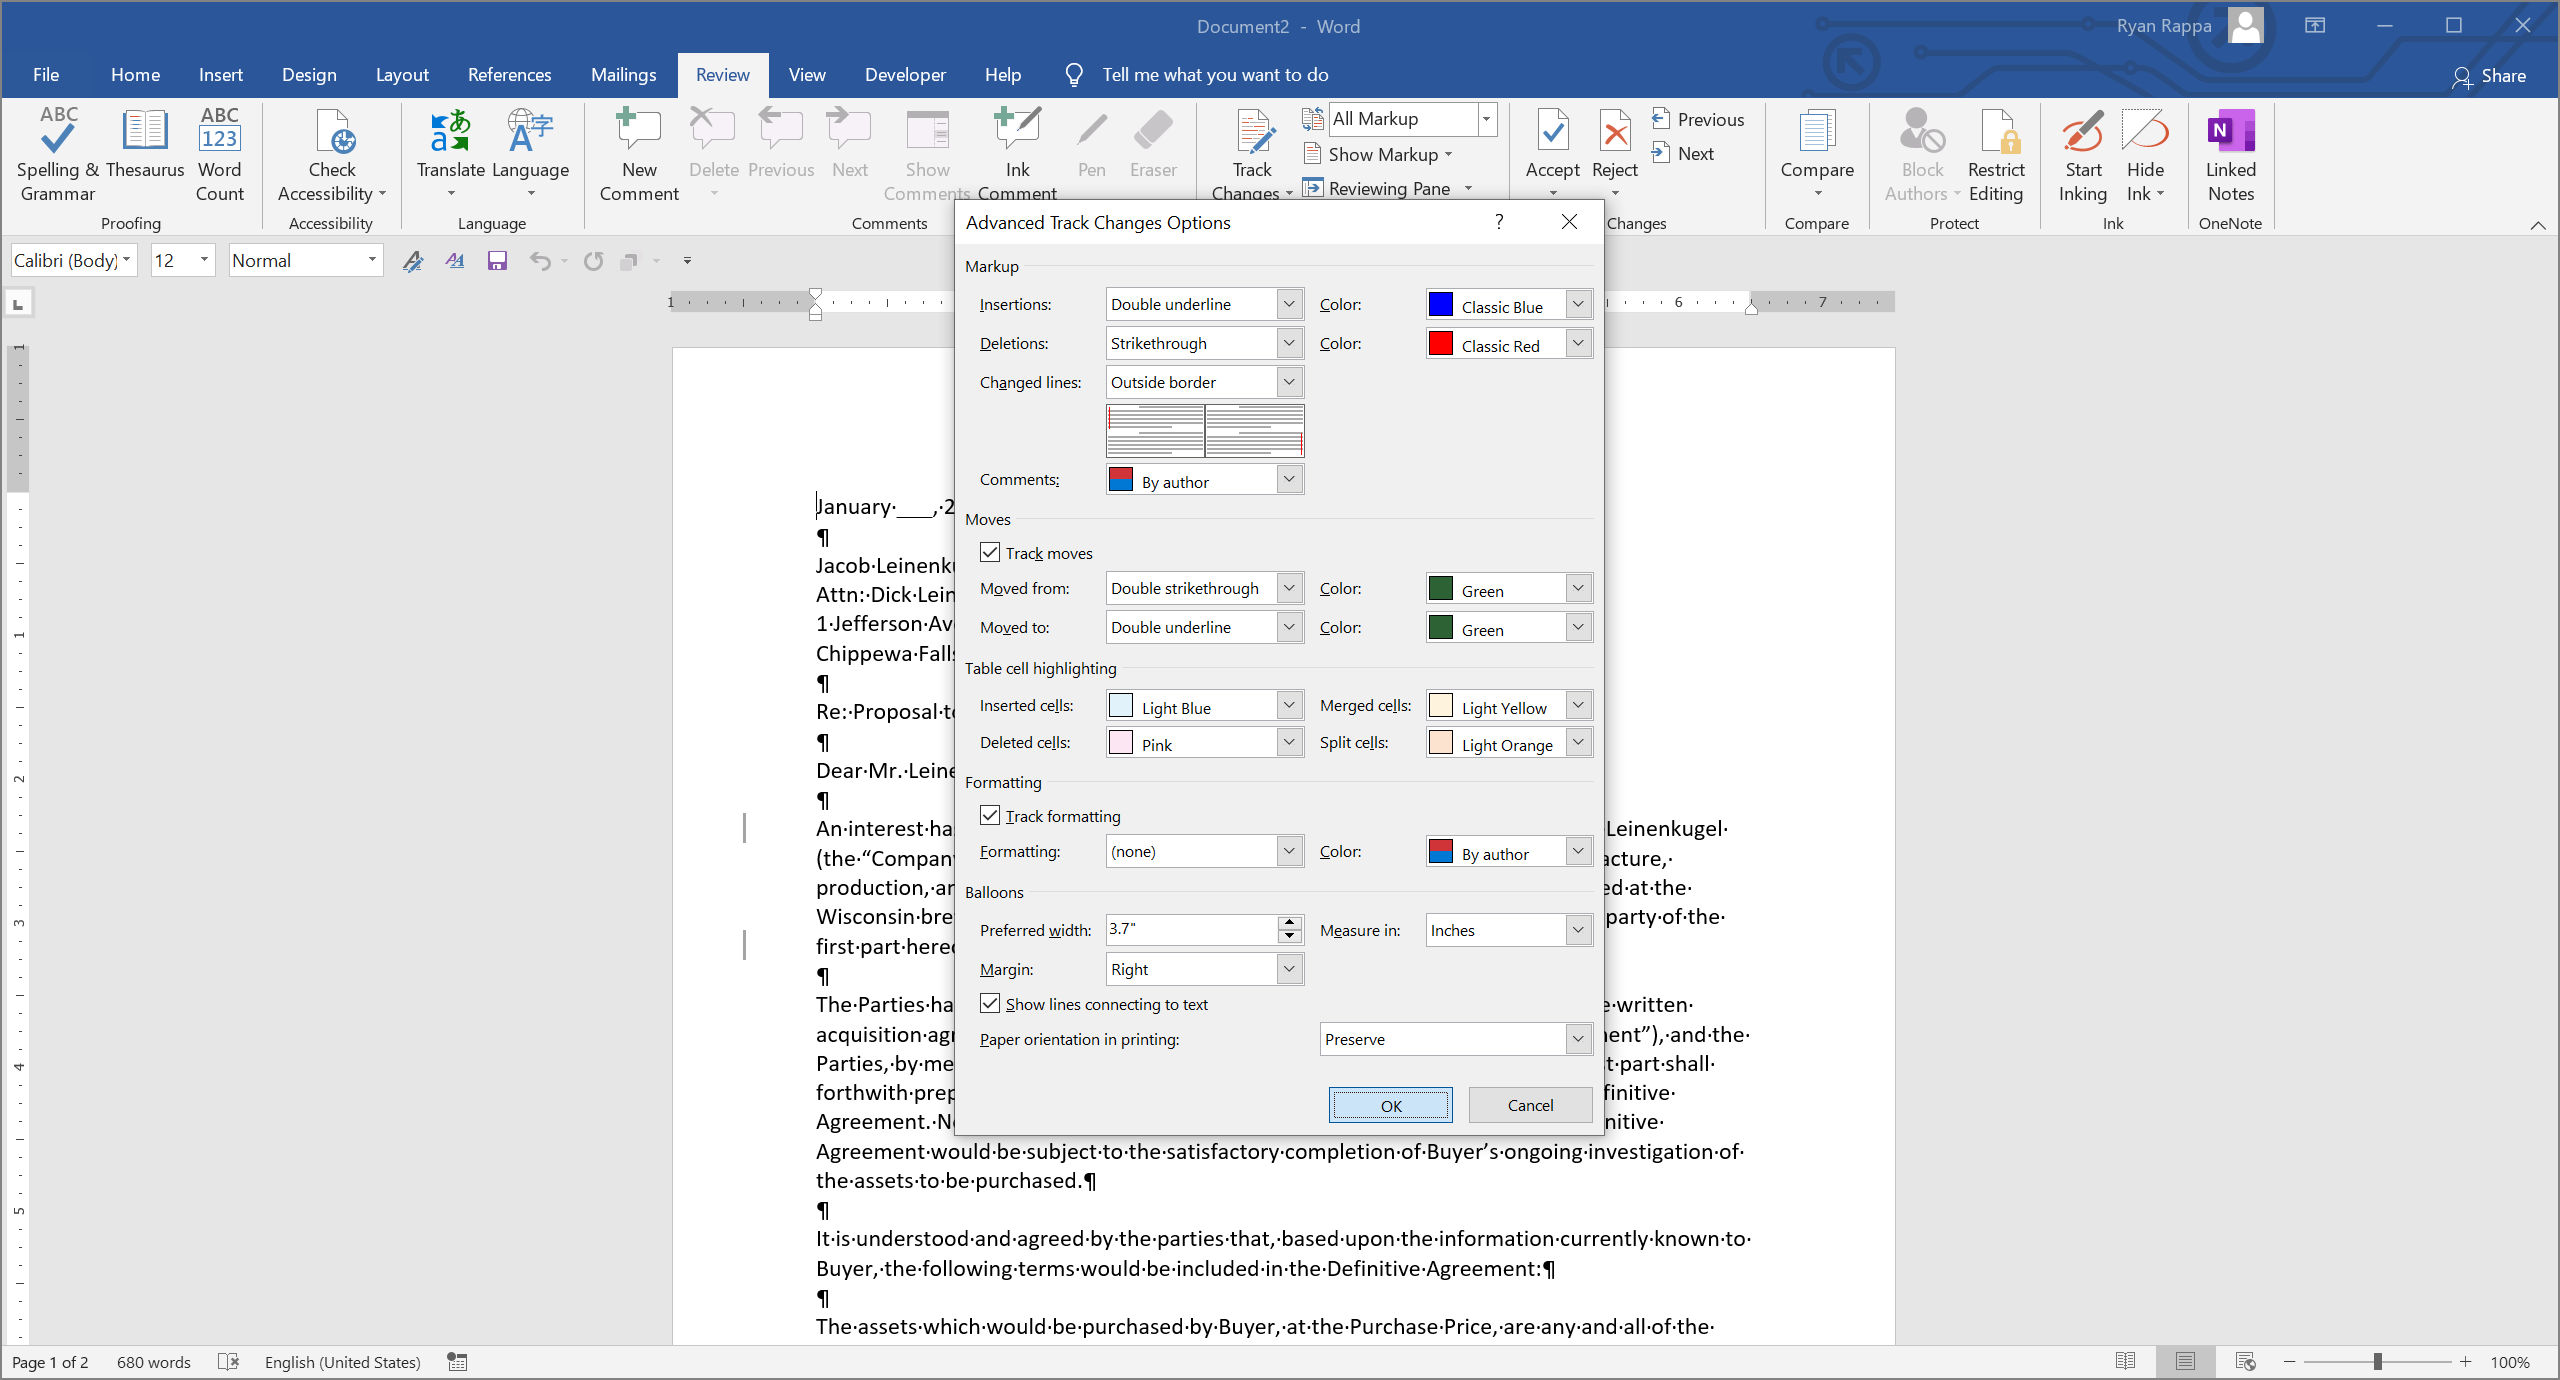 Document2 - Word
Ryan Rappa
File Home Insert Design Layout References Mailings Review View Developer Help Tell me what you want to do Share
ABC
Spelling & Grammar
Thesaurus
ABC 123
Word Count
Check Accessibility
Translate
Language
New Comment
Delete
Previous
Next
Show Comments
Ink Comment
Pen
Eraser
Track Changes
All Markup
Show Markup
Reviewing Pane
Accept
Reject
Previous
Next
Compare
Block Authors
Restrict Editing
Start Inking
Hide Ink
N
Linked Notes
Proofing Accessibility Language Comments Changes Compare Protect Ink OneNote
Calibri (Body) 12 Normal
1 6 7
Advanced Track Changes Options ?
Markup
Insertions: Double underline Color: Classic Blue
Deletions: Strikethrough Color: Classic Red
Changed lines: Outside border
Comments: By author
Moves
Track moves
Moved from: Double strikethrough Color: Green
Moved to: Double underline Color: Green
Table cell highlighting
Inserted cells: Light Blue Merged cells: Light Yellow
Deleted cells: Pink Split cells: Light Orange
Formatting
Track formatting
Formatting: (none) Color: By author
Balloons
Preferred width: 3.7" Measure in: Inches
Margin: Right
Show lines connecting to text
Paper orientation in printing: Preserve
OK Cancel
1
1
2
3
4
5
January·___,·2
¶
Jacob·Leinenk
Attn:·Dick·Lein
1·Jefferson·Av
Chippewa·Falls
¶
Re:·Proposal·t
¶
Dear·Mr.·Leine
¶
An·interest·ha Leinenkugel·
(the·“Company acture,·
production,·a ed·at·the·
Wisconsin·bre party·of·the·
first·part·here
¶
The·Parties·ha e·written·
acquisition·ag ent”),·and·the·
Parties,·by·me t·part·shall·
forthwith·prep finitive·
Agreement.·N nitive·
Agreement·would·be·subject·to·the·satisfactory·completion·of·Buyer’s·ongoing·investigation·of·
the·assets·to·be·purchased.¶
¶
It·is·understood·and·agreed·by·the·parties·that,·based·upon·the·information·currently·known·to·
Buyer,·the·following·terms·would·be·included·in·the·Definitive·Agreement:¶
¶
The·assets·which·would·be·purchased·by·Buyer,·at·the·Purchase·Price,·are·any·and·all·of·the·
Page 1 of 2 680 words English (United States) 100%